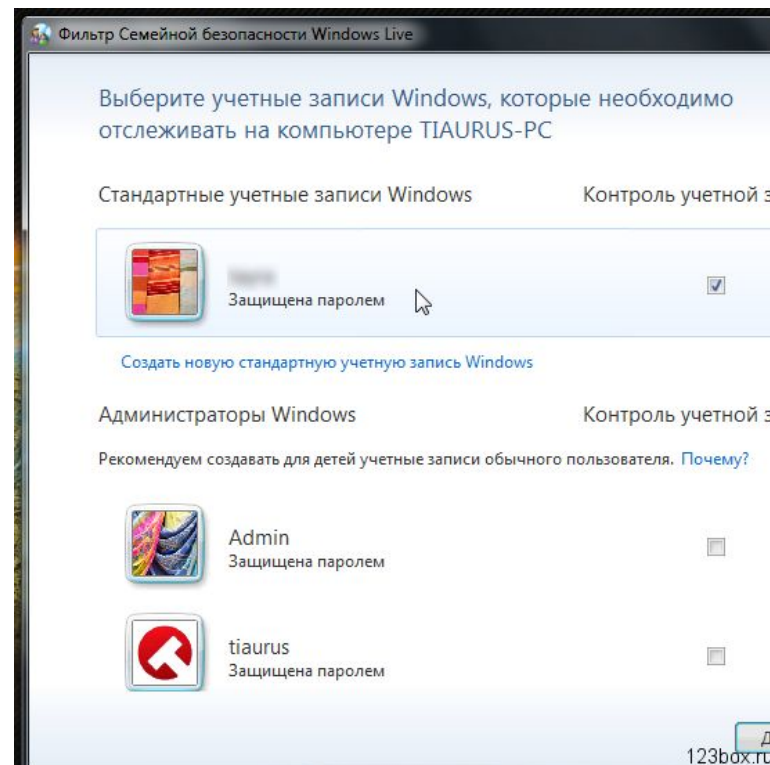 Фильтр Семейной безопасности Windows Live
Выберите учетные записи Windows, которые необходимо
отслеживать на компьютере TIAURUS-PC
Стандартные учетные записи Windows Контроль учетной з
Защищена паролем
Создать новую стандартную учетную запись Windows
Администраторы Windows Контроль учетной з
Рекомендуем создавать для детей учетные записи обычного пользователя. Почему?
Admin
Защищена паролем
tiaurus
Защищена паролем
Д
123box.ru